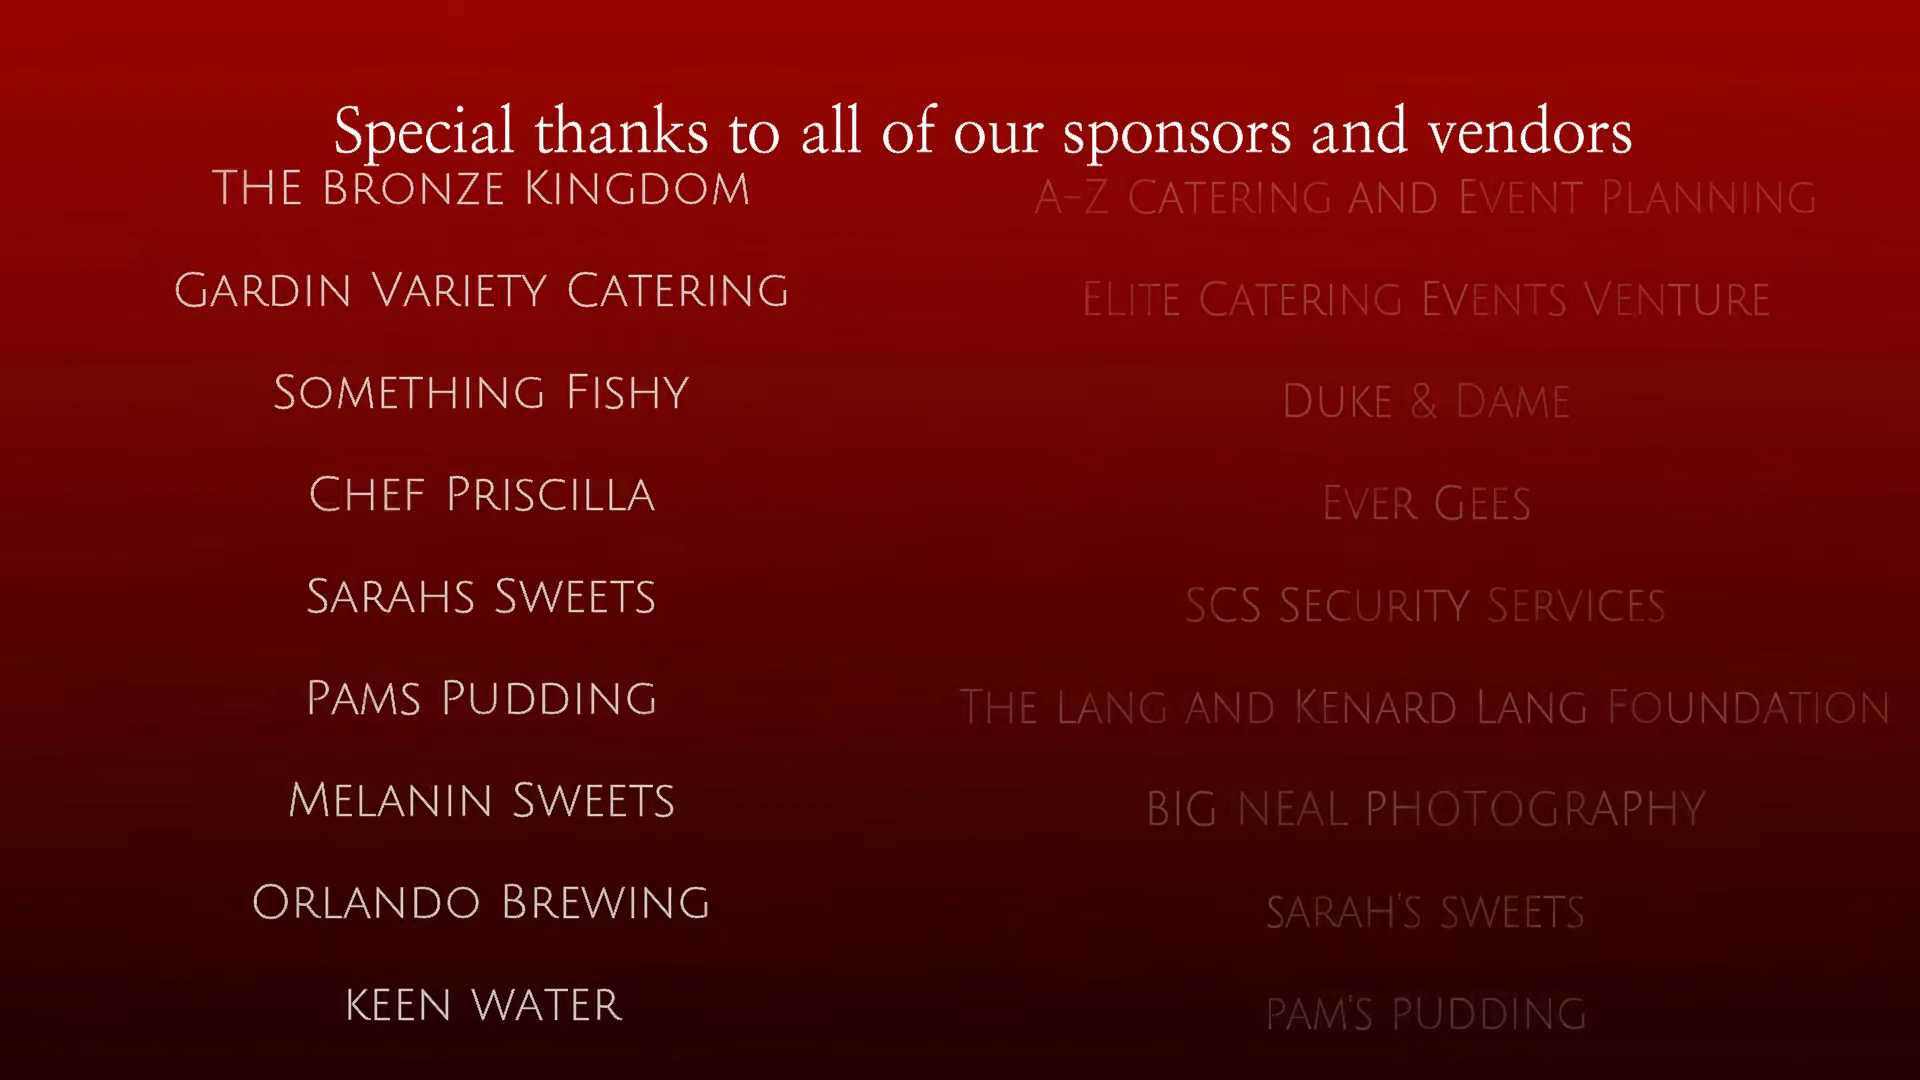 Special thanks to all of our sponsors and vendors
THE BRONZE KINGDOM
GARDIN VARIETY CATERING
SOMETHING FISHY
CHEF PRISCILLA
SARAHS SWEETS
PAMS PUDDING
MELANIN SWEETS
ORLANDO BREWING
KEEN WATER
A-Z CATERING AND EVENT PLANNING
ELITE CATERING EVENTS VENTURE
DUKE & DAME
EVER GEES
SCS SECURITY SERVICES
THE LANG AND KENARD LANG FOUNDATION
BIG NEAL PHOTOGRAPHY
SARAH'S SWEETS
PAM'S PUDDING